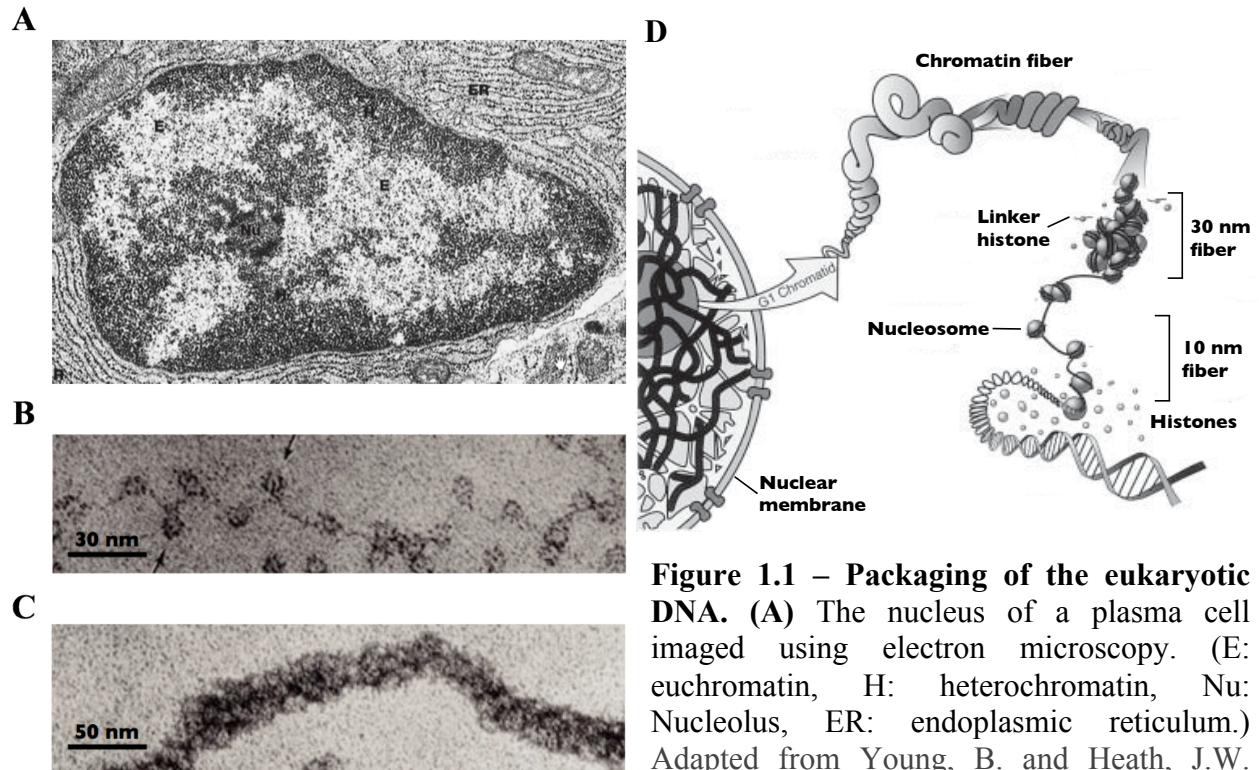 A
ER
E
H
E
NU
H
R
B
30 nm
C
50 nm
D
Chromatin fiber
Linker
histone
30 nm
fiber
G1 Chromatid
Nucleosome
10 nm
fiber
Histones
Nuclear
membrane
Figure 1.1 – Packaging of the eukaryotic
DNA. (A) The nucleus of a plasma cell
imaged using electron microscopy. (E:
euchromatin, H: heterochromatin, Nu:
Nucleolus, ER: endoplasmic reticulum.)
Adapted from Young, B. and Heath, J.W.